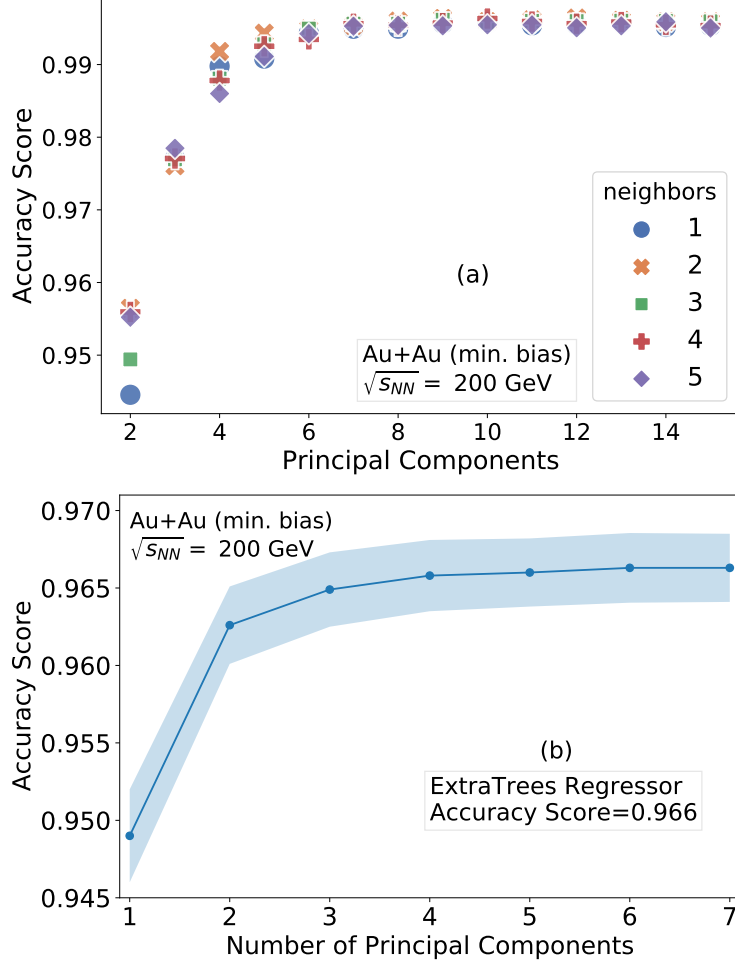 0.99
0.98
0.97
0.96
0.95
Accuracy Score
neighbors
1
2
3
4
5
(a)
Au+Au (min. bias)
√s_NN = 200 GeV
2 4 6 8 10 12 14
Principal Components
0.970
0.965
0.960
0.955
0.950
0.945
Accuracy Score
Au+Au (min. bias)
√s_NN = 200 GeV
(b)
ExtraTrees Regressor
Accuracy Score=0.966
1 2 3 4 5 6 7
Number of Principal Components